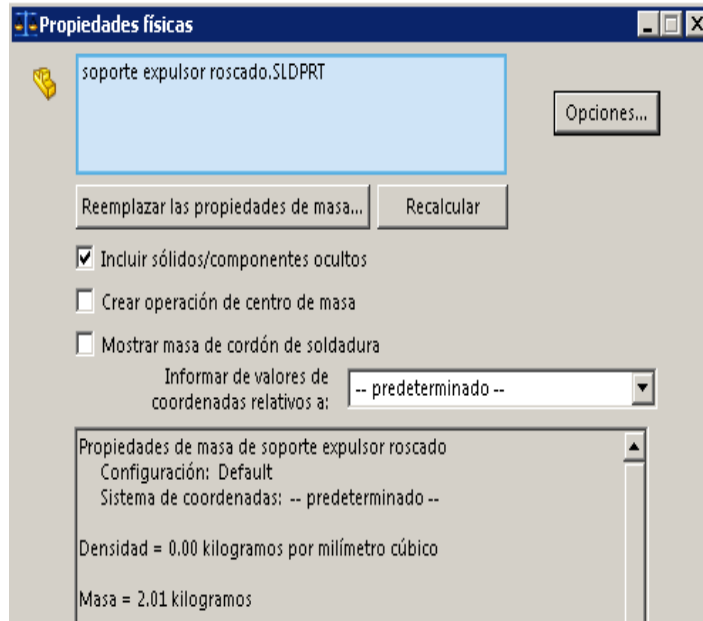 Propiedades físicas
soporte expulsor roscado.SLDPRT
Opciones...
Reemplazar las propiedades de masa...
Recalcular
Incluir sólidos/componentes ocultos
Crear operación de centro de masa
Mostrar masa de cordón de soldadura
Informar de valores de
coordenadas relativos a:
-- predeterminado --
Propiedades de masa de soporte expulsor roscado
Configuración: Default
Sistema de coordenadas: -- predeterminado --
Densidad = 0.00 kilogramos por milímetro cúbico
Masa = 2.01 kilogramos